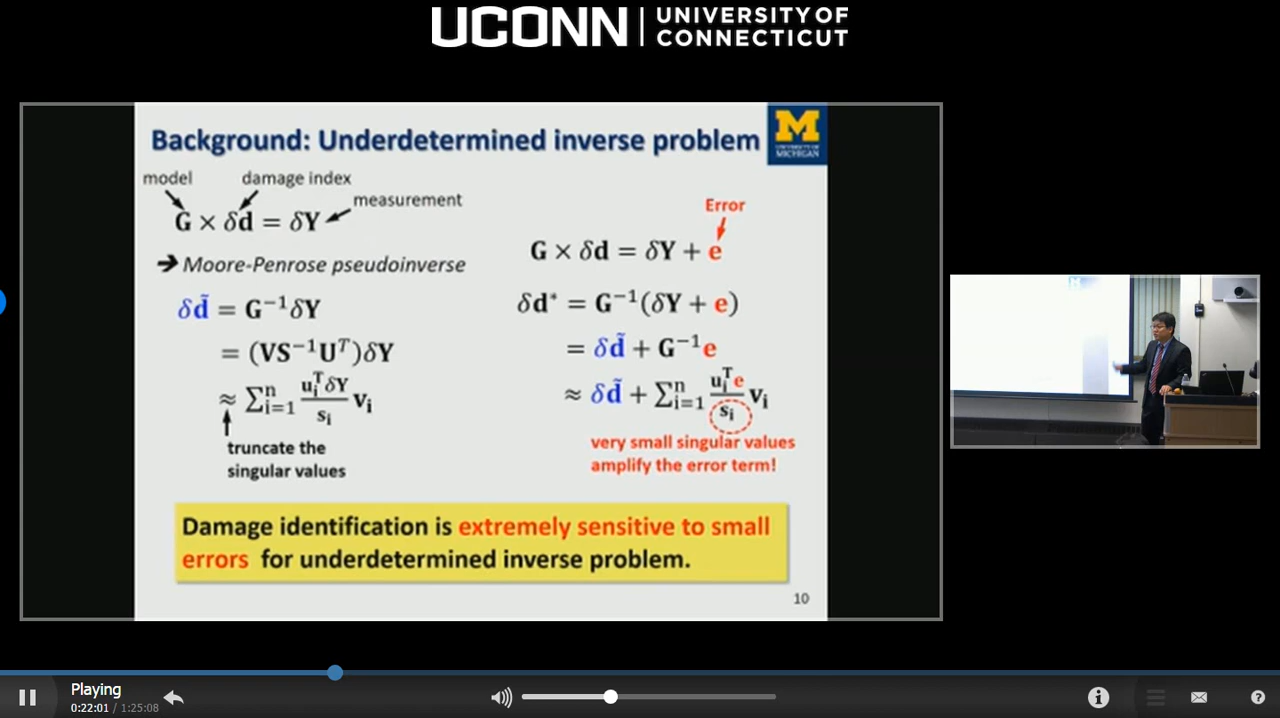 UCONN | UNIVERSITY OF
CONNECTICUT
Background: Underdetermined inverse problem
M
UNIVERSITY OF
MICHIGAN
model
damage index
measurement
G × δd = δY
➔ Moore-Penrose pseudoinverse
δd̃ = G⁻¹δY
= (VS⁻¹Uᵀ)δY
≈ ∑ⁿᵢ₌₁ uᵢᵀδY/sᵢ vᵢ
truncate the
singular values
Error
G × δd = δY + e
δd* = G⁻¹(δY + e)
= δd̃ + G⁻¹e
≈ δd̃ + ∑ⁿᵢ₌₁ uᵢᵀe/sᵢ vᵢ
very small singular values
amplify the error term!
Damage identification is extremely sensitive to small
errors for underdetermined inverse problem.
10
Playing
0:22:01 / 1:25:08